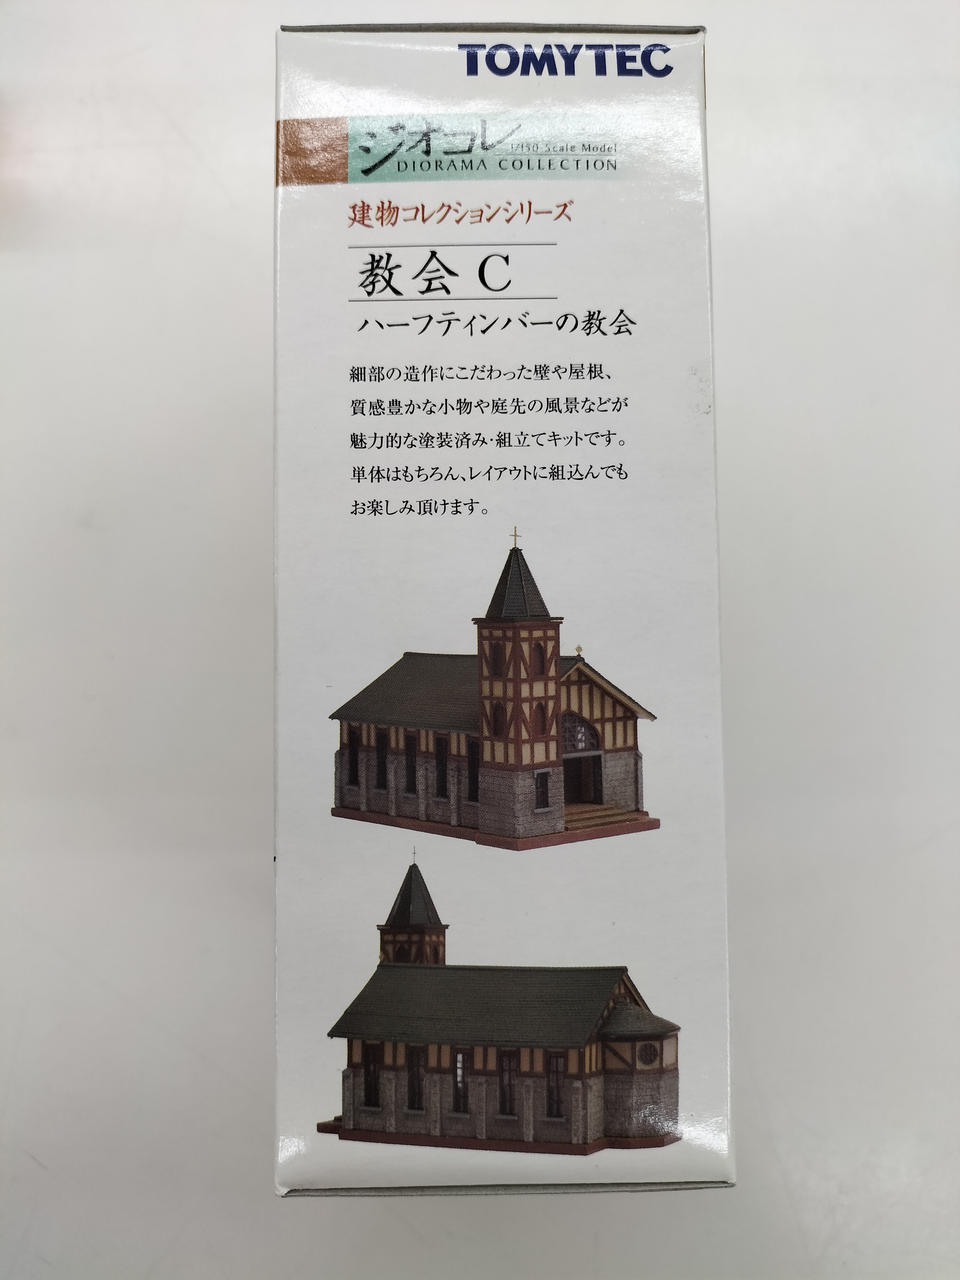 TOMYTEC
ジオコレ 1/150 Scale Model
DIORAMA COLLECTION
建物コレクションシリーズ
教会 C
ハーフティンバーの教会
細部の造作にこだわった壁や屋根、
質感豊かな小物や庭先の風景などが
魅力的な塗装済み･組立てキットです。
単体はもちろん、レイアウトに組込んでも
お楽しみ頂けます。